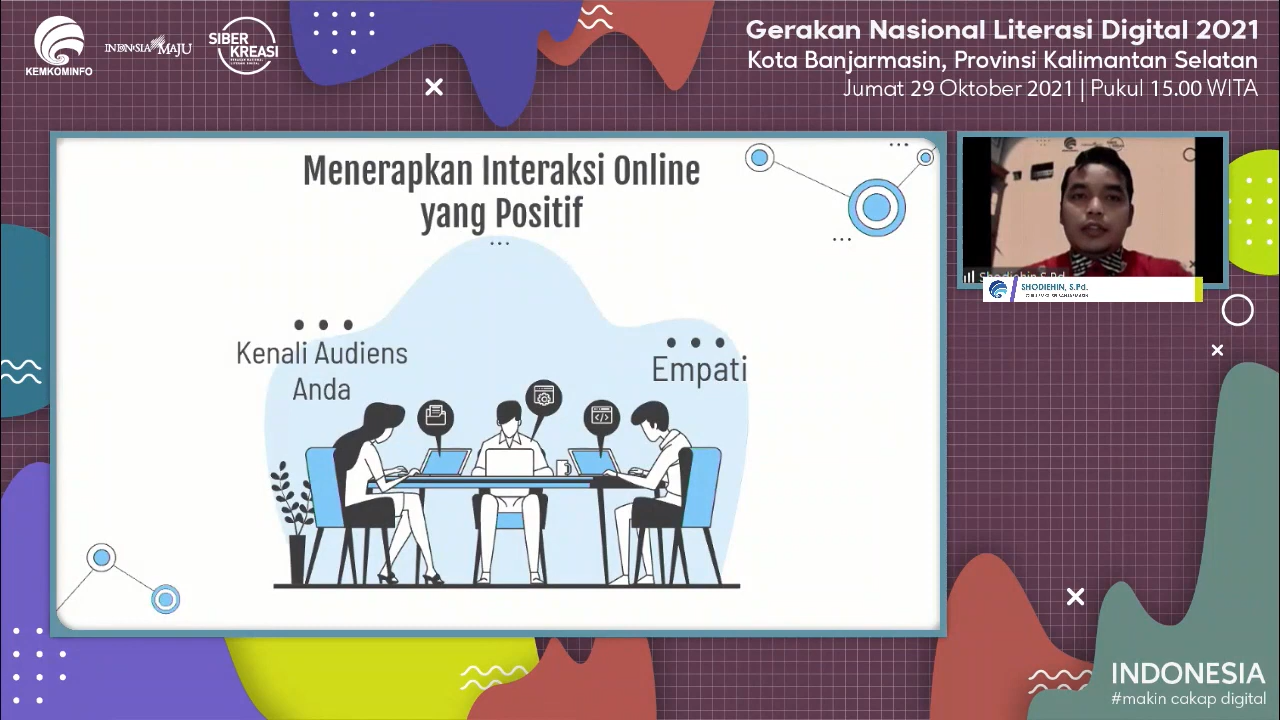 KEMKOMINFO
INDONESIA MAJU
SIBER
KREASI
Gerakan Nasional Literasi Digital 2021
Kota Banjarmasin, Provinsi Kalimantan Selatan
Jumat 29 Oktober 2021 | Pukul 15.00 WITA
Menerapkan Interaksi Online
yang Positif
Kenali Audiens
Anda
Empati
Shodiehin S.Pd
SHODIEHIN, S.Pd.
INDONESIA
#makin cakap digital